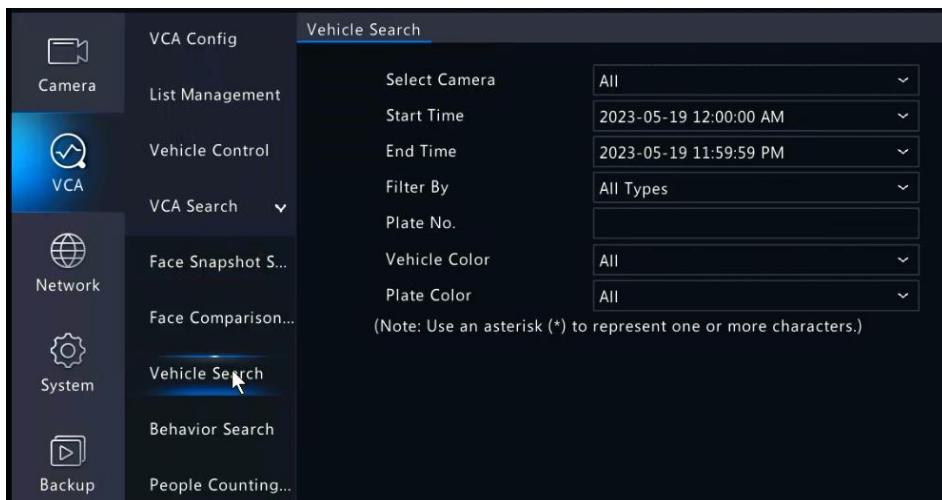 Camera
VCA
Network
System
Backup
VCA Config
List Management
Vehicle Control
VCA Search
Face Snapshot S...
Face Comparison...
Vehicle Search
Behavior Search
People Counting...
Vehicle Search
Select Camera All
Start Time 2023-05-19 12:00:00 AM
End Time 2023-05-19 11:59:59 PM
Filter By All Types
Plate No.
Vehicle Color All
Plate Color All
(Note: Use an asterisk (*) to represent one or more characters.)